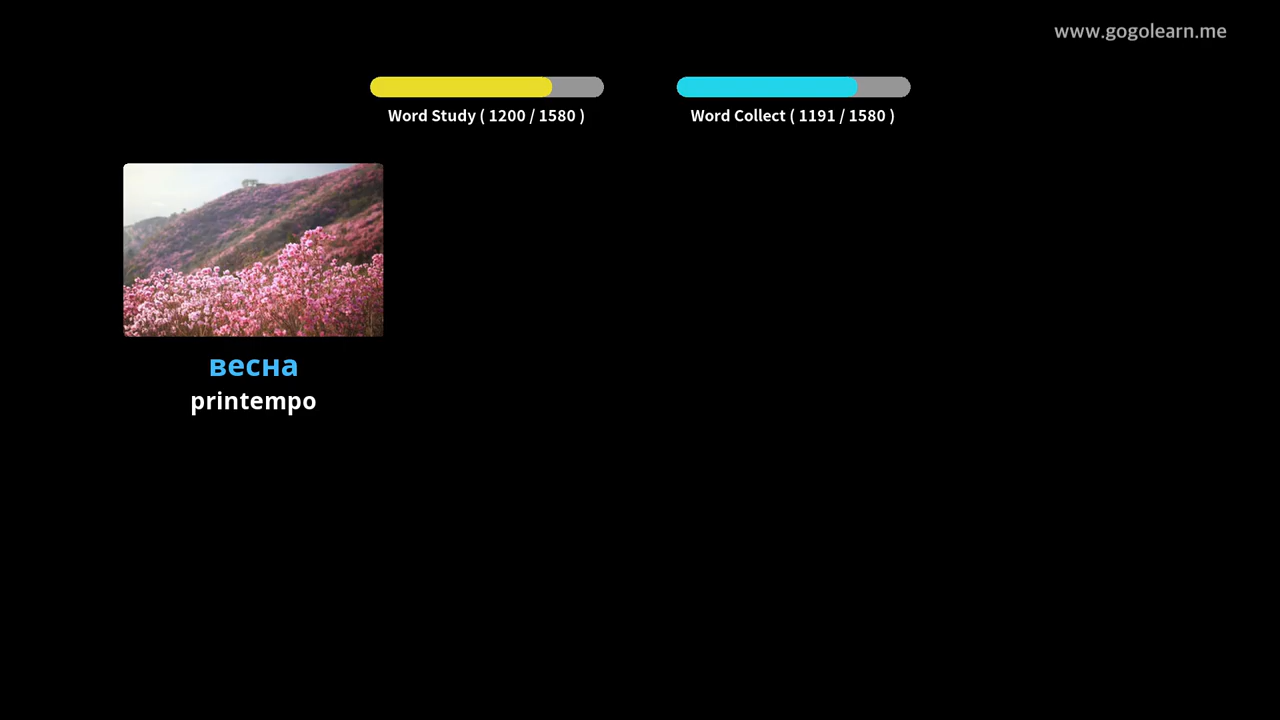 www.gogolearn.me
Word Study ( 1200 / 1580 )
Word Collect ( 1191 / 1580 )
весна
printempo